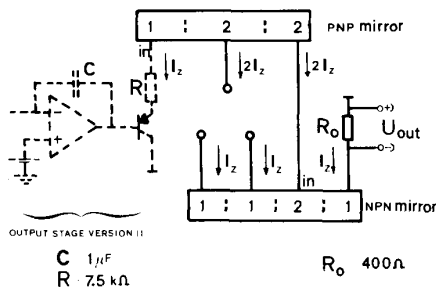 1 ¦ 2 ¦ 2 PNP mirror
in
C
R
I_z
2I_z
2I_z
R_o
(+)
U_out
(−)
I_z
I_z
I_z
in
1 ¦ 1 ¦ 2 ¦ 1 NPN mirror
OUTPUT STAGE VERSION II
C 1µF
R 7.5 kΩ
R_o 400Ω